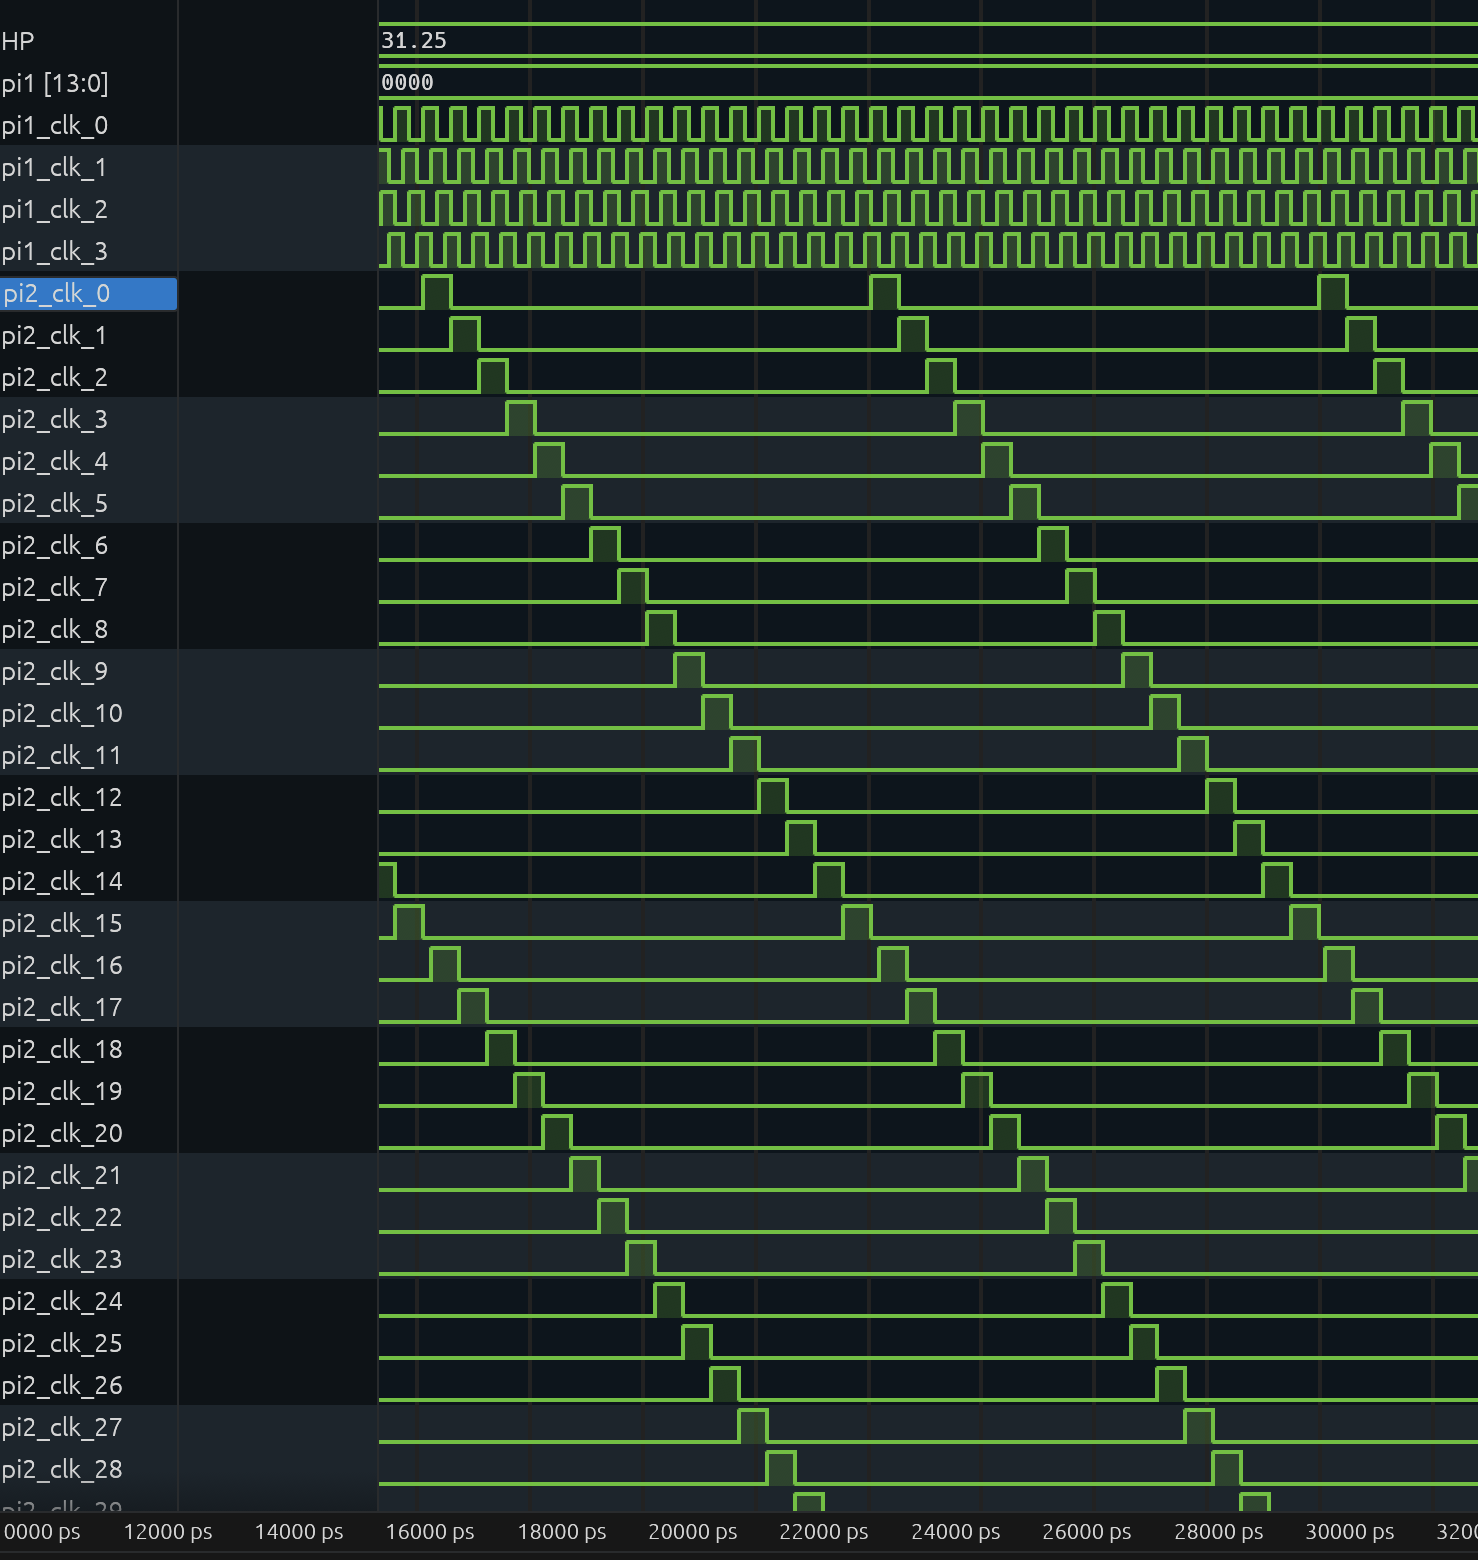 HP
31.25
pi1 [13:0]
0000
pi1_clk_0
pi1_clk_1
pi1_clk_2
pi1_clk_3
pi2_clk_0
pi2_clk_1
pi2_clk_2
pi2_clk_3
pi2_clk_4
pi2_clk_5
pi2_clk_6
pi2_clk_7
pi2_clk_8
pi2_clk_9
pi2_clk_10
pi2_clk_11
pi2_clk_12
pi2_clk_13
pi2_clk_14
pi2_clk_15
pi2_clk_16
pi2_clk_17
pi2_clk_18
pi2_clk_19
pi2_clk_20
pi2_clk_21
pi2_clk_22
pi2_clk_23
pi2_clk_24
pi2_clk_25
pi2_clk_26
pi2_clk_27
pi2_clk_28
pi2_clk_29
0000 ps 12000 ps 14000 ps 16000 ps 18000 ps 20000 ps 22000 ps 24000 ps 26000 ps 28000 ps 30000 ps